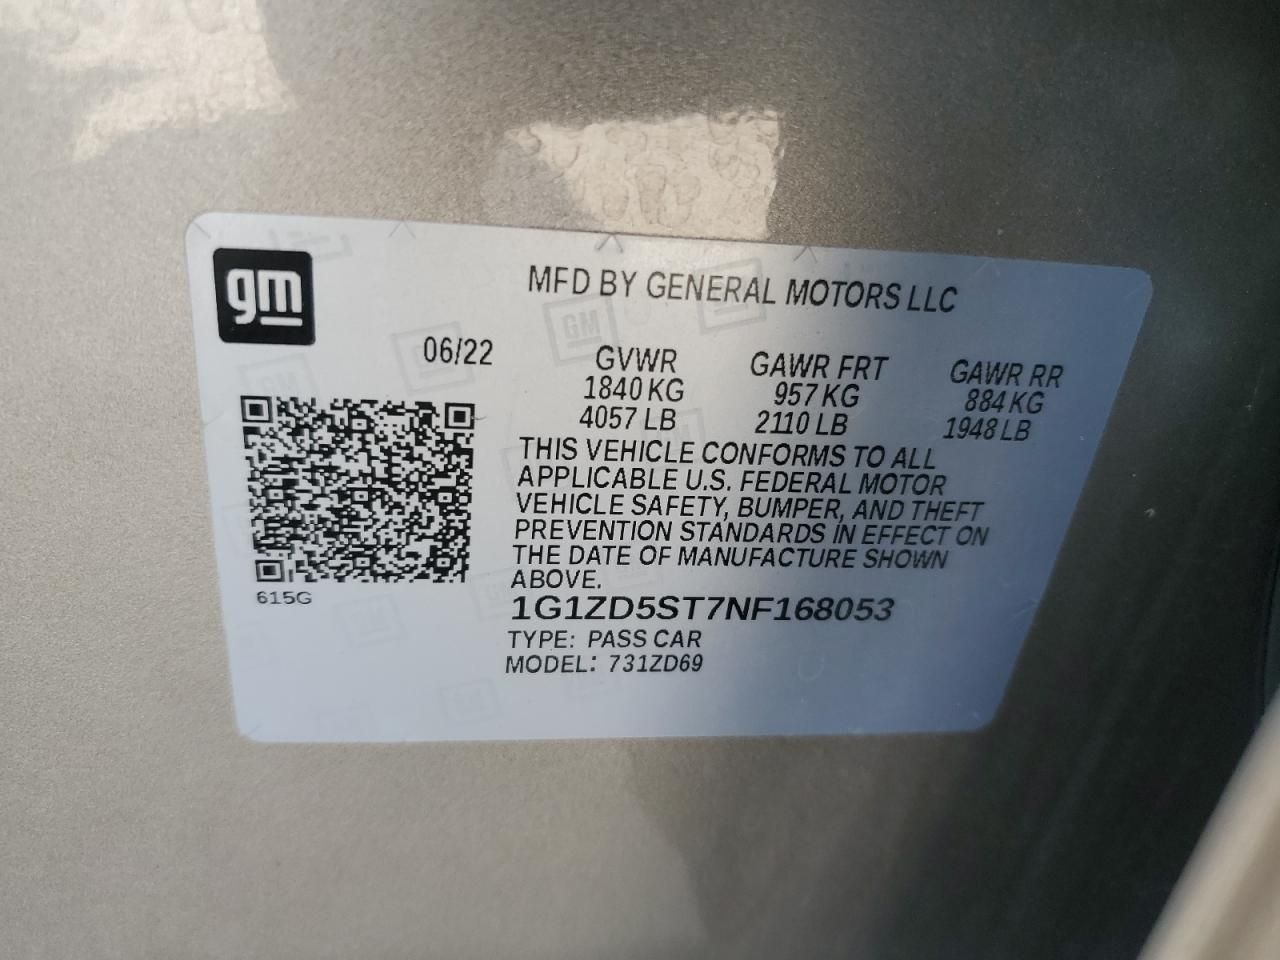 gm
MFD BY GENERAL MOTORS LLC
06/22
GVWR GAWR FRT GAWR RR
1840 KG 957 KG 884 KG
4057 LB 2110 LB 1948 LB
THIS VEHICLE CONFORMS TO ALL
APPLICABLE U.S. FEDERAL MOTOR
VEHICLE SAFETY, BUMPER, AND THEFT
PREVENTION STANDARDS IN EFFECT ON
THE DATE OF MANUFACTURE SHOWN
ABOVE.
615G
1G1ZD5ST7NF168053
TYPE: PASS CAR
MODEL: 731ZD69